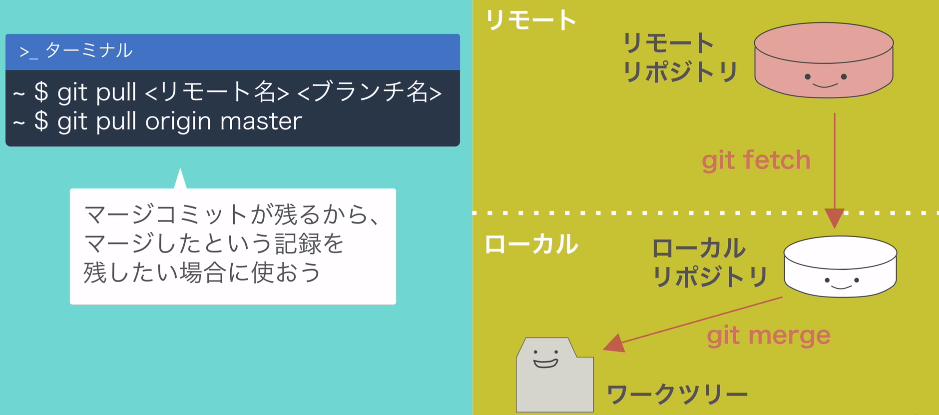 >_ ターミナル
~ $ git pull <リモート名> <ブランチ名>
~ $ git pull origin master
マージコミットが残るから、
マージしたという記録を
残したい場合に使おう
リモート
リモート
リポジトリ
git fetch
ローカル
ローカル
リポジトリ
git merge
ワークツリー